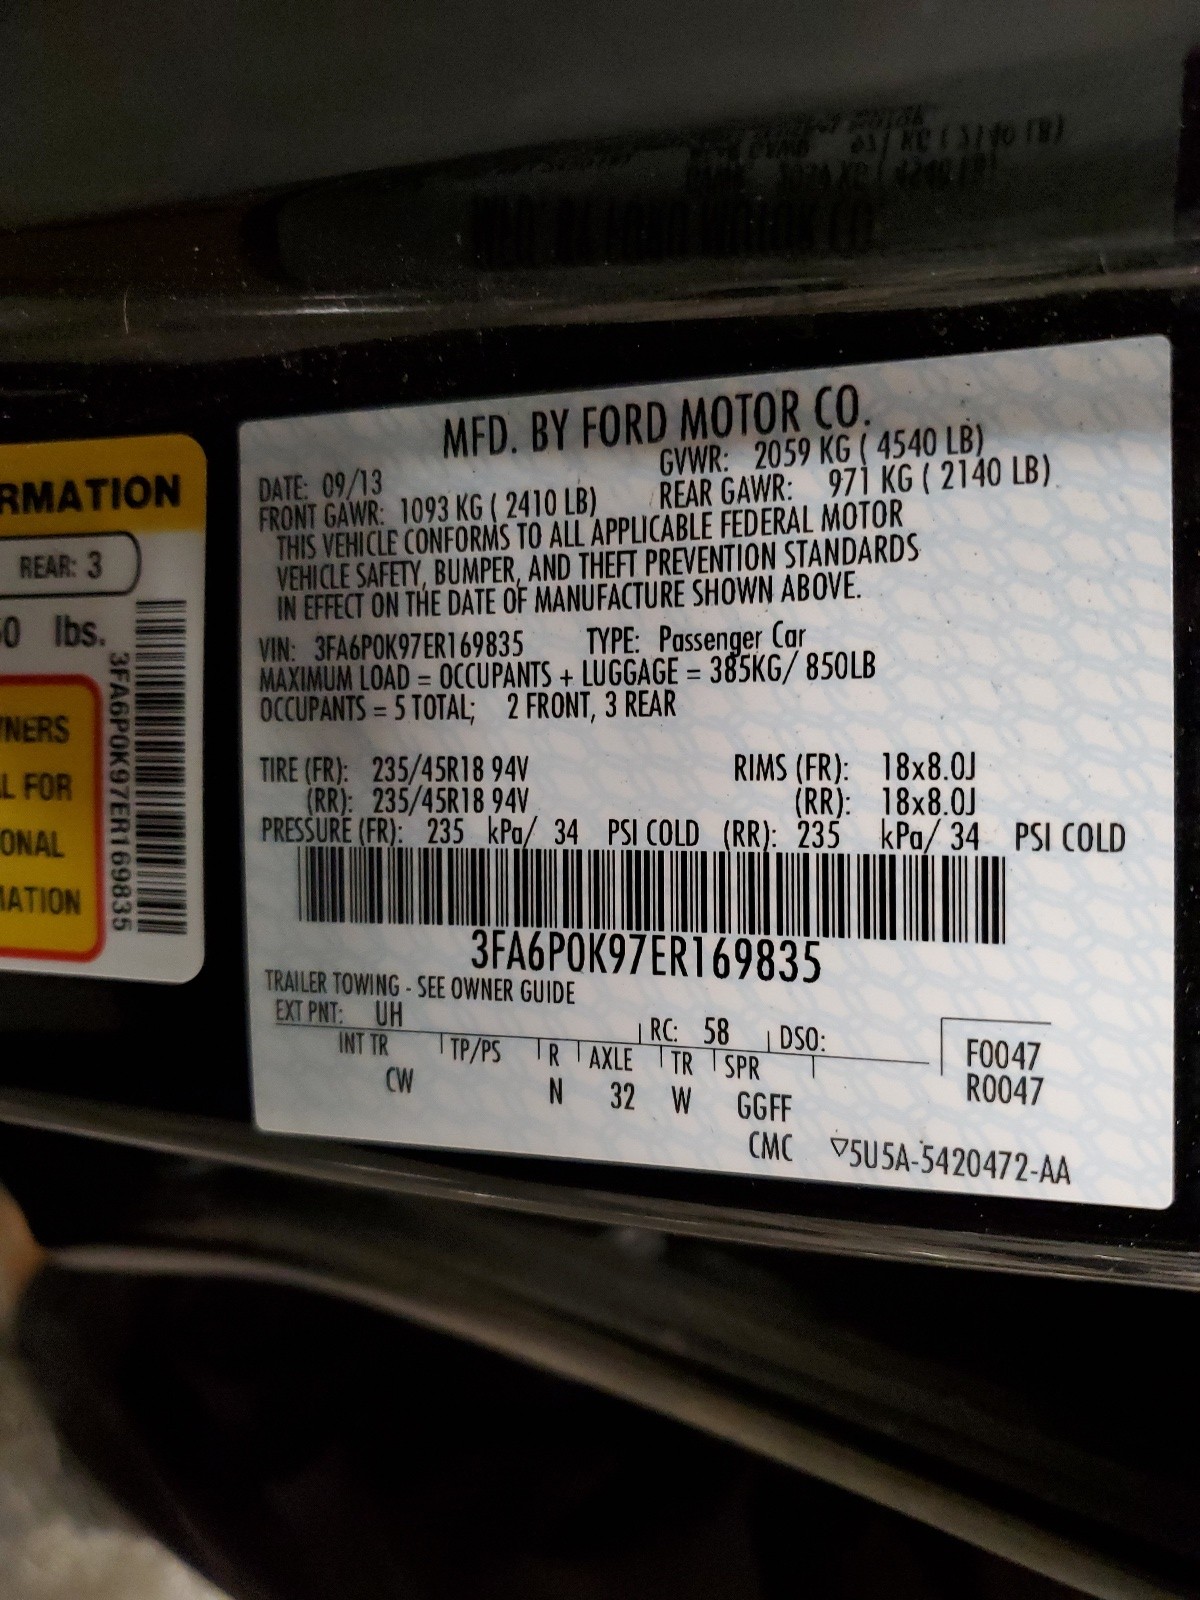 MFD. BY FORD MOTOR CO.
DATE: 09/13 GVWR: 2059 KG ( 4540 LB)
FRONT GAWR: 1093 KG ( 2410 LB) REAR GAWR: 971 KG ( 2140 LB)
THIS VEHICLE CONFORMS TO ALL APPLICABLE FEDERAL MOTOR
VEHICLE SAFETY, BUMPER, AND THEFT PREVENTION STANDARDS
IN EFFECT ON THE DATE OF MANUFACTURE SHOWN ABOVE.
VIN: 3FA6P0K97ER169835 TYPE: Passenger Car
MAXIMUM LOAD = OCCUPANTS + LUGGAGE = 385KG/ 850LB
OCCUPANTS = 5 TOTAL; 2 FRONT, 3 REAR
TIRE (FR): 235/45R18 94V RIMS (FR): 18x8.0J
(RR): 235/45R18 94V (RR): 18x8.0J
PRESSURE (FR): 235 kPa/ 34 PSI COLD (RR): 235 kPa/ 34 PSI COLD
3FA6P0K97ER169835
TRAILER TOWING - SEE OWNER GUIDE
EXT PNT: UH RC: 58 DSO:
INT TR TP/PS R AXLE TR SPR F0047
CW N 32 W GGFF R0047
CMC ▽5U5A-5420472-AA
RMATION
REAR: 3
0 lbs.
3FA6P0K97ER169835
NERS
L FOR
ONAL
MATION